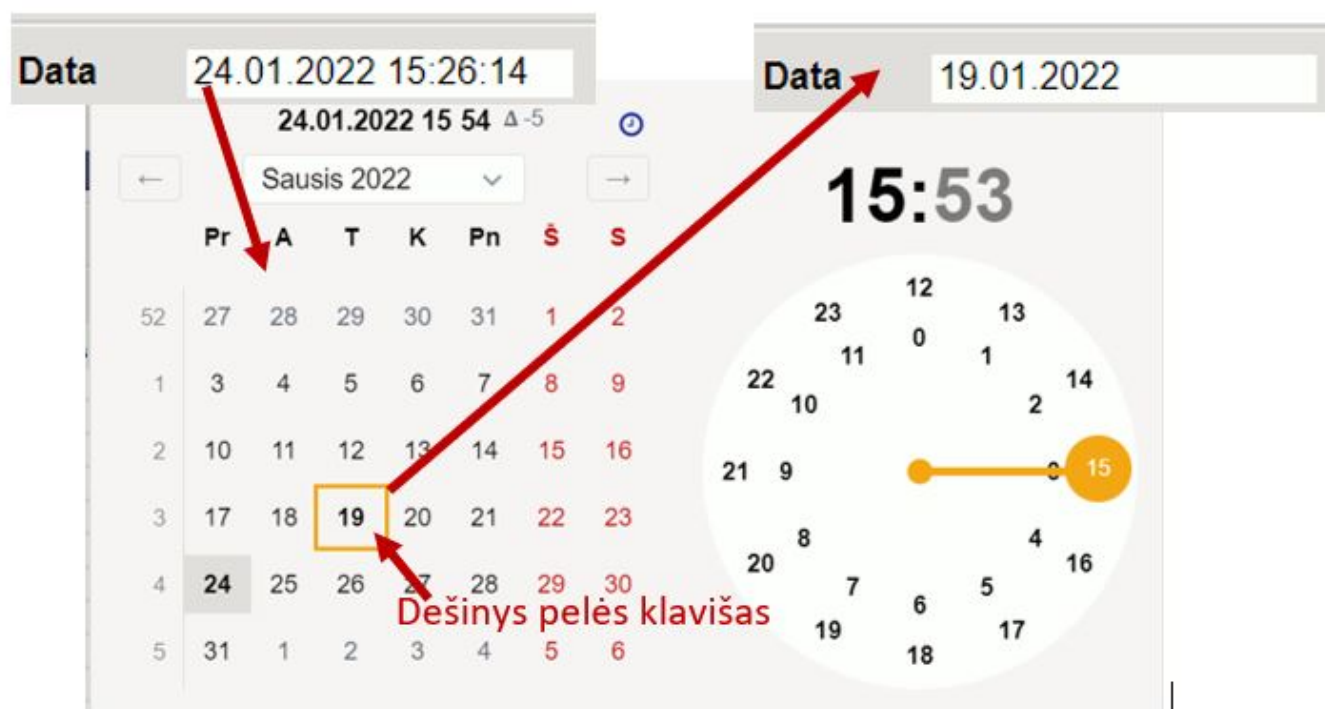 Data 24.01.2022 15:26:14
Data 19.01.2022
24.01.2022 15 54 Δ -5
← Sausis 2022 →
Pr A T K Pn Š S
52 27 28 29 30 31 1 2
1 3 4 5 6 7 8 9
2 10 11 12 13 14 15 16
3 17 18 19 20 21 22 23
4 24 25 26 27 28 29 30
5 31 1 2 3 4 5 6
Dešinys pelės klavišas
15:53
12
23 13
0
11 1
22 14
10 2
21 9 15
8 4
20 16
7 5
6
19 17
18